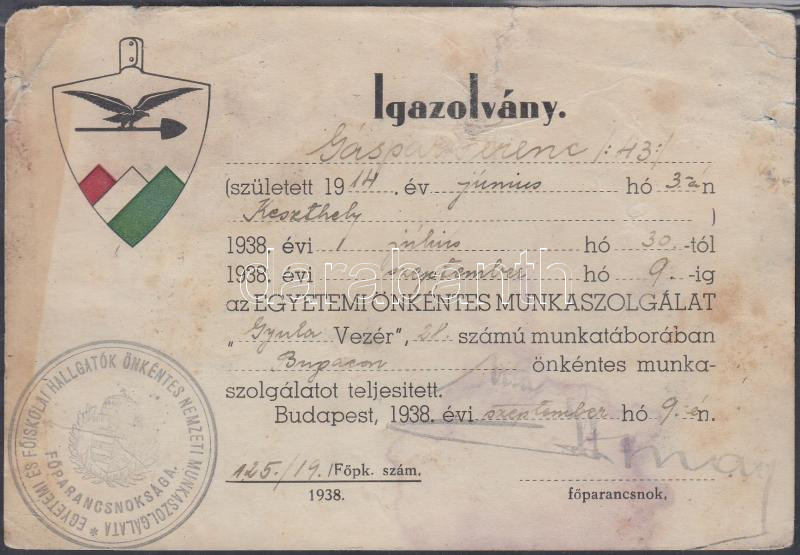 Igazolvány.
Gáspár Ferenc /:43:/
(született 1914. év június hó 3.-án
Keszthely )
1938. évi július hó 30.-tól
1938. évi szeptember hó 9.-ig
darabanth
az EGYETEMI ÖNKÉNTES MUNKASZOLGÁLAT
„Gyula Vezér”, 21. számú munkatáborában
Bugacon önkéntes munka-
szolgálatot teljesitett.
Budapest, 1938. évi szeptember hó 9.-én.
125./19./Főpk. szám.
1938.
főparancsnok,
EGYETEMI ÉS FŐISKOLAI HALLGATÓK ÖNKÉNTES NEMZETI MUNKASZOLGÁLATA *
FŐPARANCSNOKSÁGA.